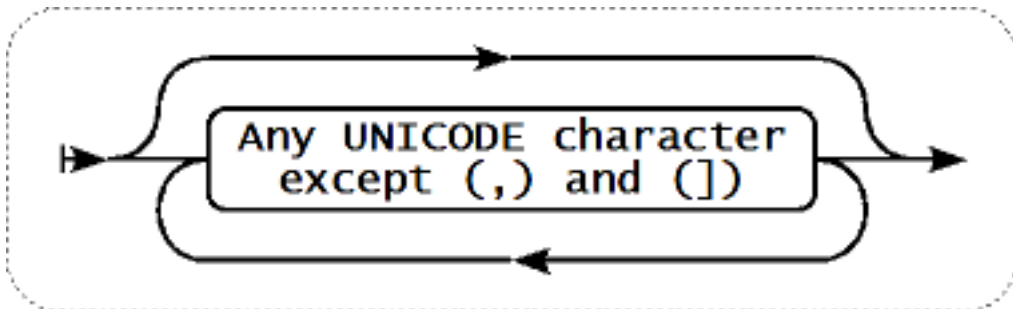 Any UNICODE character
except (,) and (])